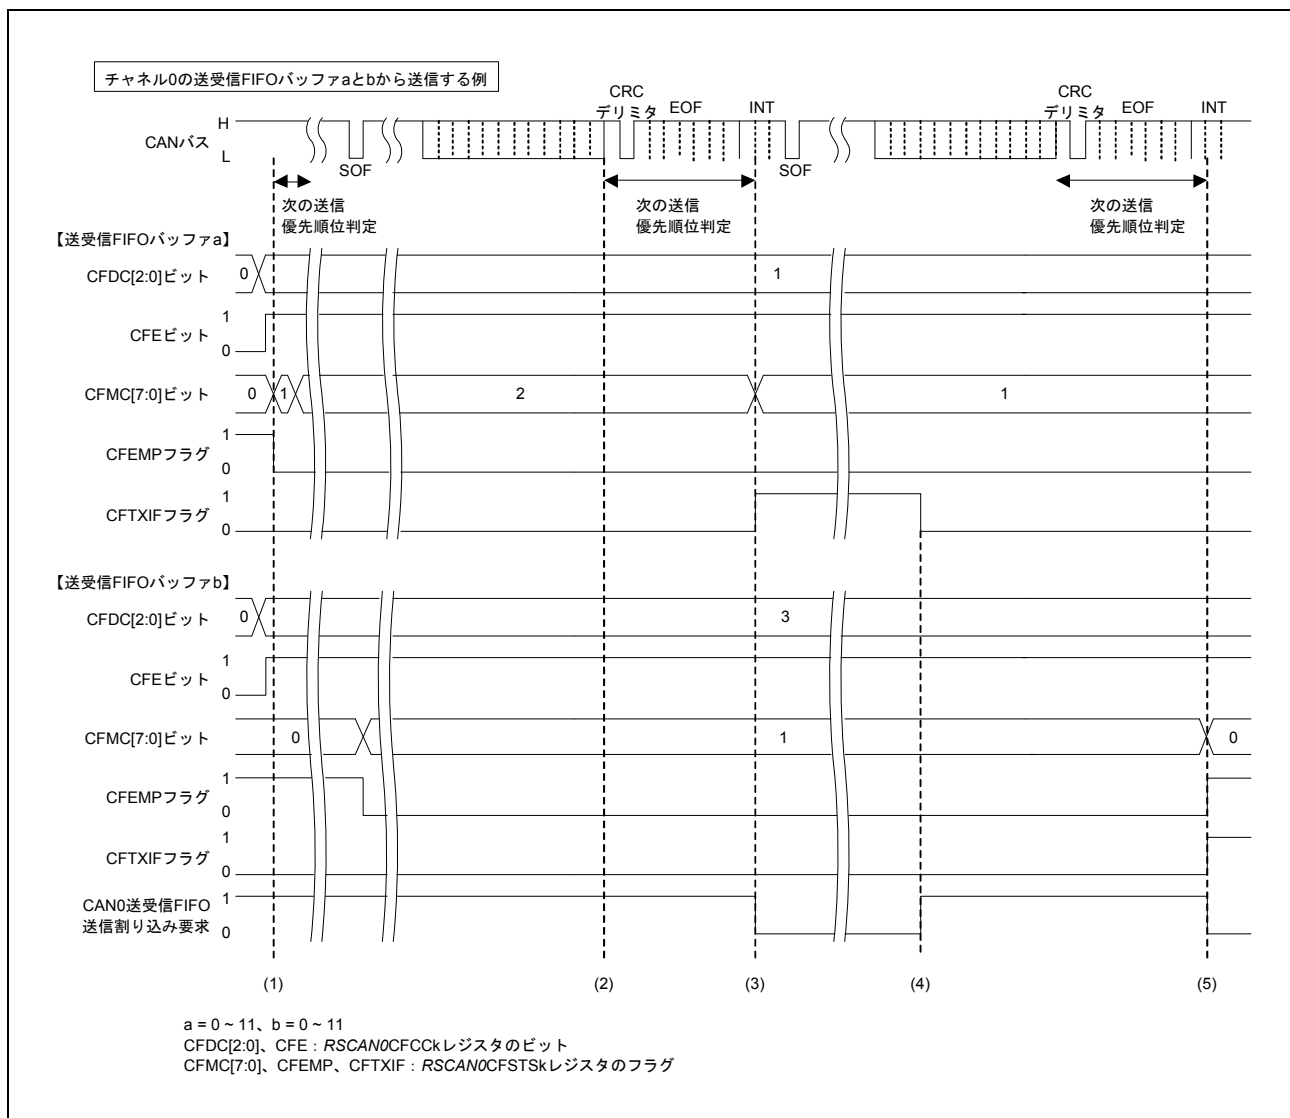 チャネル0の送受信FIFOバッファaとbから送信する例
CRC
デリミタ
EOF
INT
CRC
デリミタ
EOF
INT
CANバス
H
L
SOF
SOF
次の送信
優先順位判定
次の送信
優先順位判定
次の送信
優先順位判定
【送受信FIFOバッファa】
CFDC[2:0]ビット
0
1
CFEビット
1
0
CFMC[7:0]ビット
0
1
2
1
CFEMPフラグ
1
0
CFTXIFフラグ
1
0
【送受信FIFOバッファb】
CFDC[2:0]ビット
0
3
CFEビット
1
0
CFMC[7:0]ビット
0
1
0
CFEMPフラグ
1
0
CFTXIFフラグ
1
0
CAN0送受信FIFO
送信割り込み要求
1
0
(1)
(2)
(3)
(4)
(5)
a = 0 ~ 11、b = 0 ~ 11
CFDC[2:0]、CFE : RSCAN0CFCCkレジスタのビット
CFMC[7:0]、CFEMP、CFTXIF : RSCAN0CFSTSkレジスタのフラグ